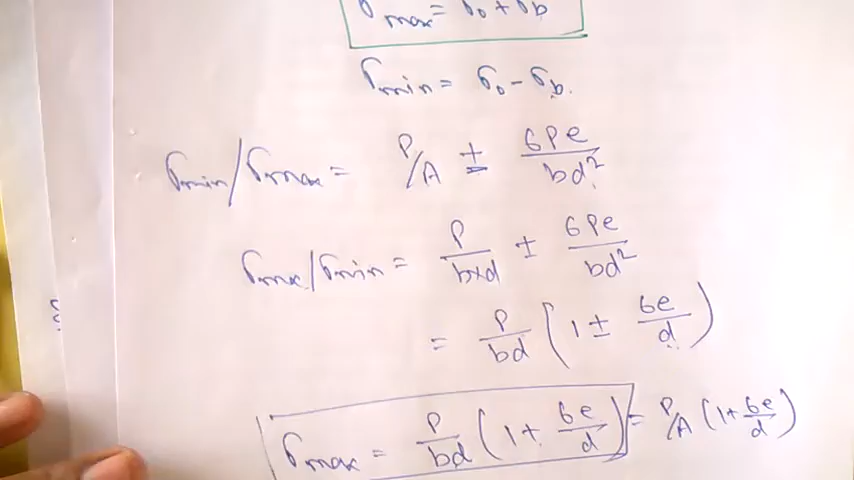 σmax = σ₀ + σb
σmin = σ₀ - σb.
σmin/σmax = P/A ± 6Pe/bd²
σmax/σmin = P/b×d ± 6Pe/bd²
= P/bd (1 ± 6e/d)
σmax = P/bd (1 + 6e/d) = P/A (1 + 6e/d)